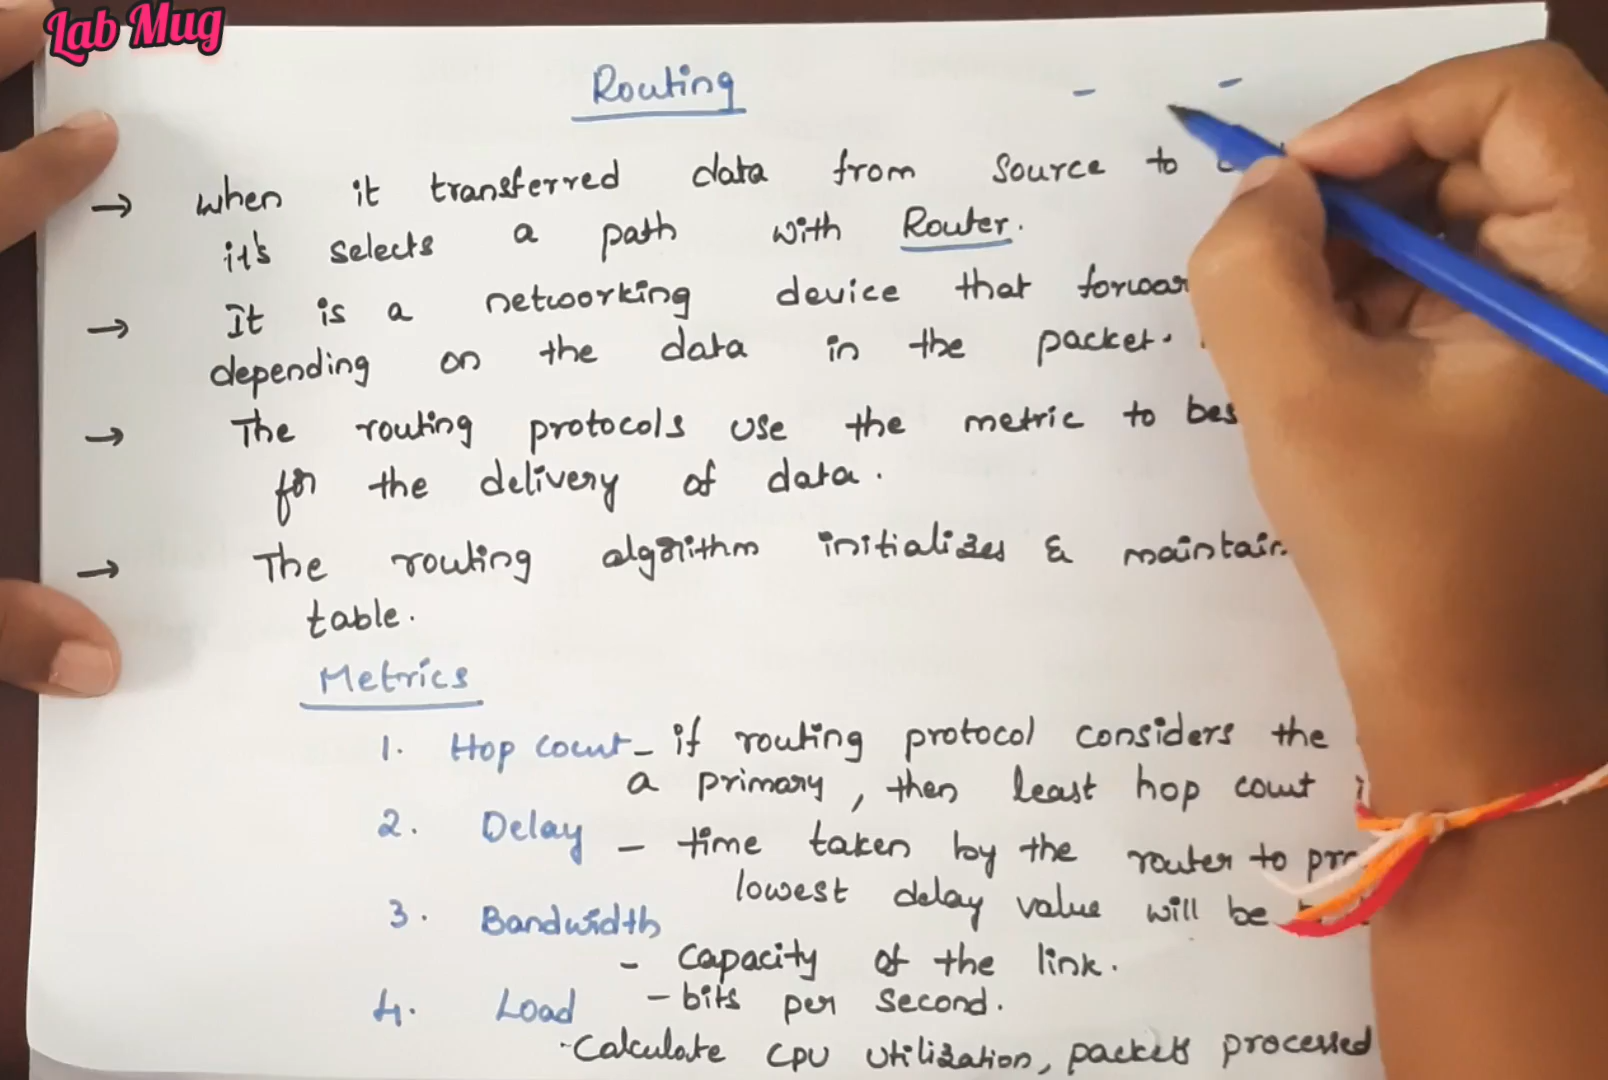 Lab Mug
Routing
→ when it transferred data from source to
it's selects a path with Router.
→ It is a networking device that
depending on the data in the packet.
→ The routing protocols use the metric to
for the delivery of data.
→ The routing algorithm initializes & maintain
table.
Metrics
1. Hop count - if routing protocol considers the
a primary, then least hop count
2. Delay - time taken by the router to
lowest delay value will be
3. Bandwidth
- capacity of the link.
4. Load - bits per second.
- Calculate CPU utilization, packets processed